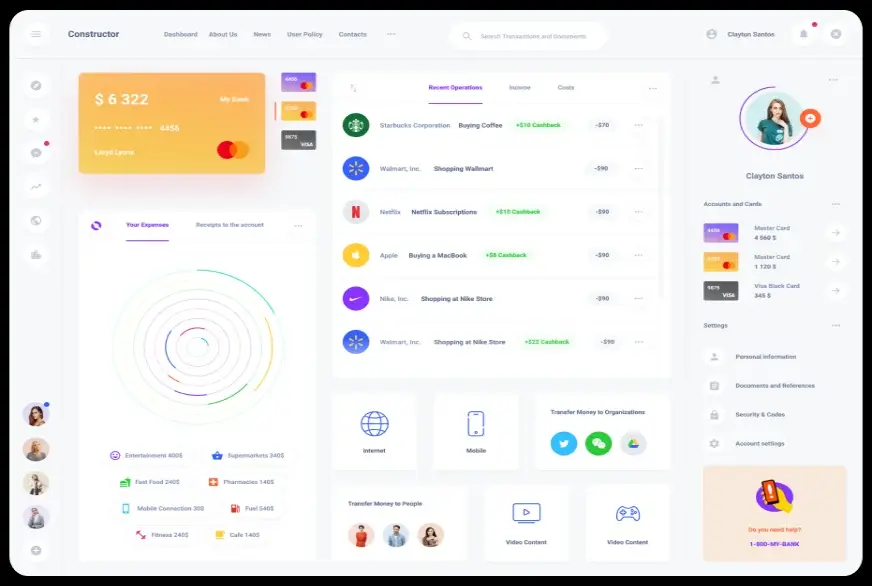 Constructor
Dashboard
About Us
News
User Policy
Contacts
Search Transactions and Documents
Clayton Santos
$ 6 322
My Bank
•••• •••• •••• 4456
Lanyd Lyons
4456
9875
VISA
Your Expenses
Receipts to the account
Entertainment 400$
Supermarkets 340$
Fast Food 240$
Pharmacies 140$
Mobile Connection 30$
Fuel 540$
Fitness 240$
Cafe 140$
Recent Operations
Income
Costs
Starbucks Corporation Buying Coffee +$10 Cashback -$70
Walmart, Inc. Shopping Wallmart -$90
Netflix Netflix Subscriptions +$15 Cashback -$90
Apple Buying a MacBook +$8 Cashback -$90
Nike, Inc. Shopping at Nike Store -$90
Walmart, Inc. Shopping at Nike Store +$22 Cashback -$90
Internet
Mobile
Transfer Money to Organizations
Transfer Money to People
Video Content
Video Content
Clayton Santos
Accounts and Cards
4456
Master Card
4 560 $
Master Card
1 120 $
9875
VISA
Visa Black Card
345 $
Settings
Personal information
Documents and References
Security & Codes
Account settings
Do you need help?
1-800-MY-BANK